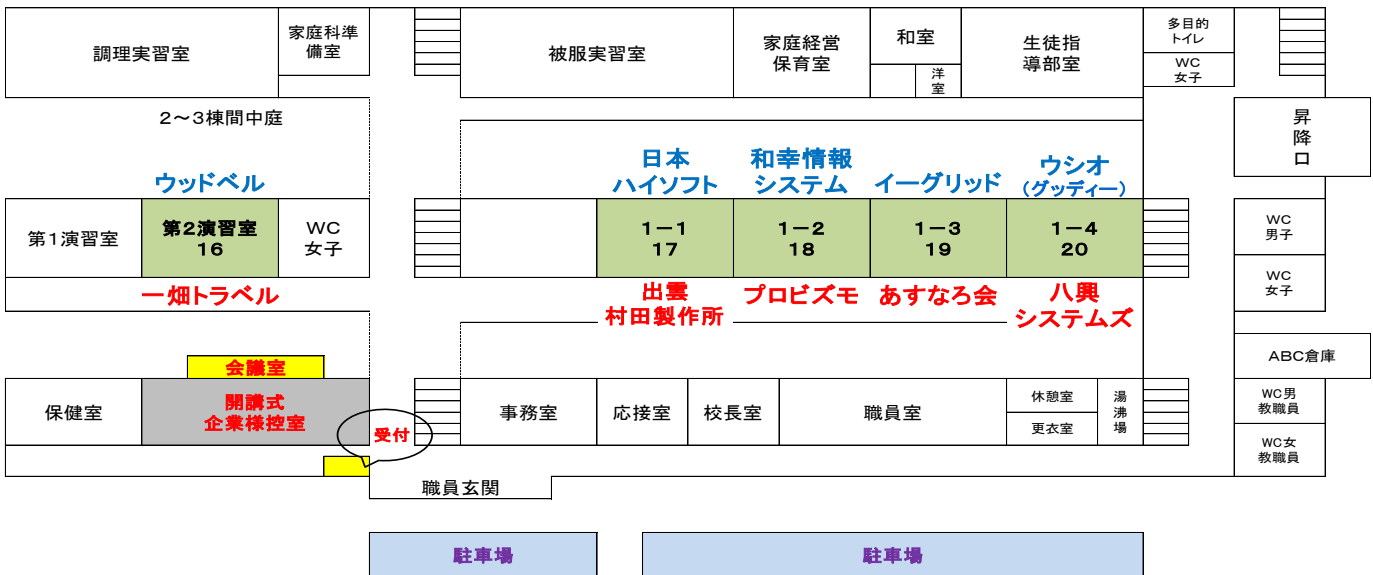 調理実習室
家庭科準
備室
被服実習室
家庭経営
保育室
和室
洋
室
生徒指
導部室
多目的
トイレ
WC
女子
2～3棟間中庭
昇
降
口
ウッドベル
日本
ハイソフト
和幸情報
システム
イーグリッド
ウシオ
(グッディー)
第1演習室
第2演習室
16
WC
女子
1－1
17
1－2
18
1－3
19
1－4
20
WC
男子
WC
女子
一畑トラベル
出雲
村田製作所
プロビズモ
あすなろ会
八興
システムズ
会議室
ABC倉庫
保健室
開講式
企業様控室
受付
事務室
応接室
校長室
職員室
休憩室
更衣室
湯
沸
場
WC男
教職員
WC女
教職員
職員玄関
駐車場
駐車場